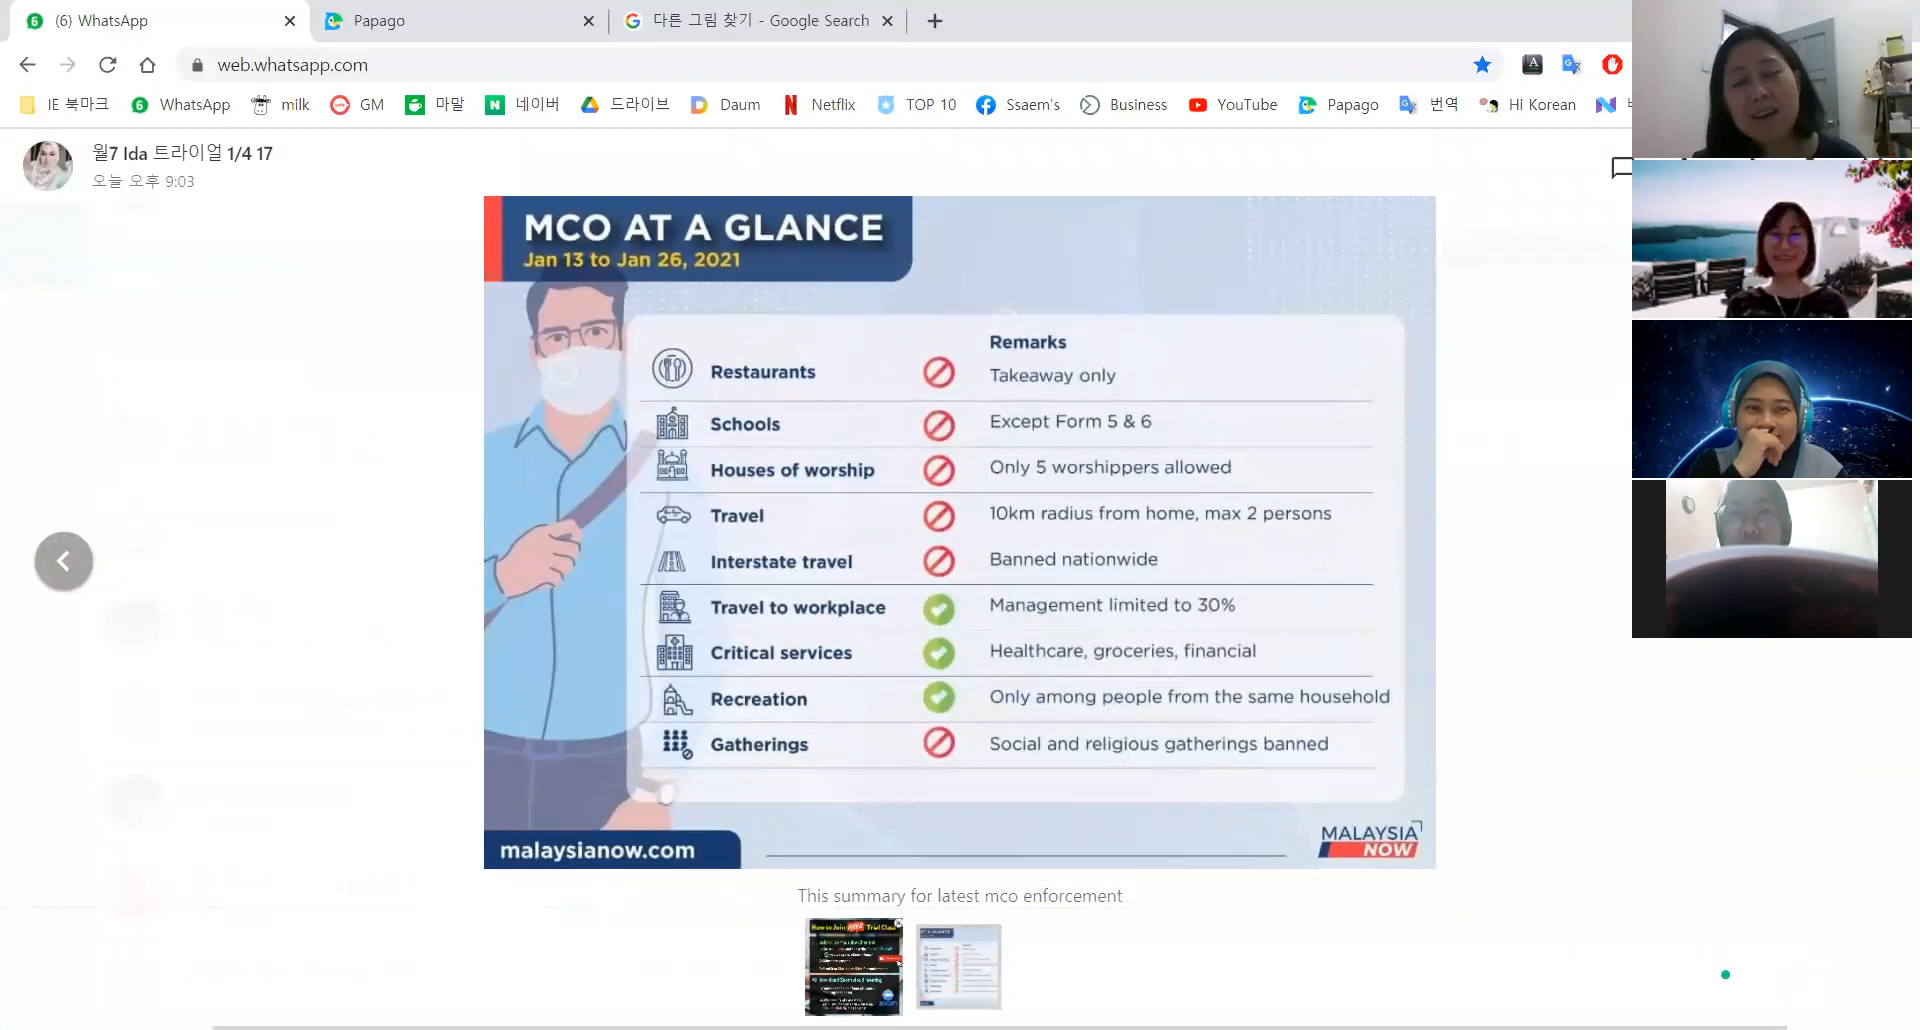 (6) WhatsApp
Papago
다른 그림 찾기 - Google Search
web.whatsapp.com
IE 북마크
WhatsApp
milk
GM
마말
네이버
드라이브
Daum
Netflix
TOP 10
Ssaem's
Business
YouTube
Papago
번역
Hi Korean
월7 Ida 트라이얼 1/4 17
오늘 오후 9:03
MCO AT A GLANCE
Jan 13 to Jan 26, 2021
Remarks
Restaurants Takeaway only
Schools Except Form 5 & 6
Houses of worship Only 5 worshippers allowed
Travel 10km radius from home, max 2 persons
Interstate travel Banned nationwide
Travel to workplace Management limited to 30%
Critical services Healthcare, groceries, financial
Recreation Only among people from the same household
Gatherings Social and religious gatherings banned
malaysianow.com
MALAYSIA
NOW
This summary for latest mco enforcement
How to Join FREE Trial Class